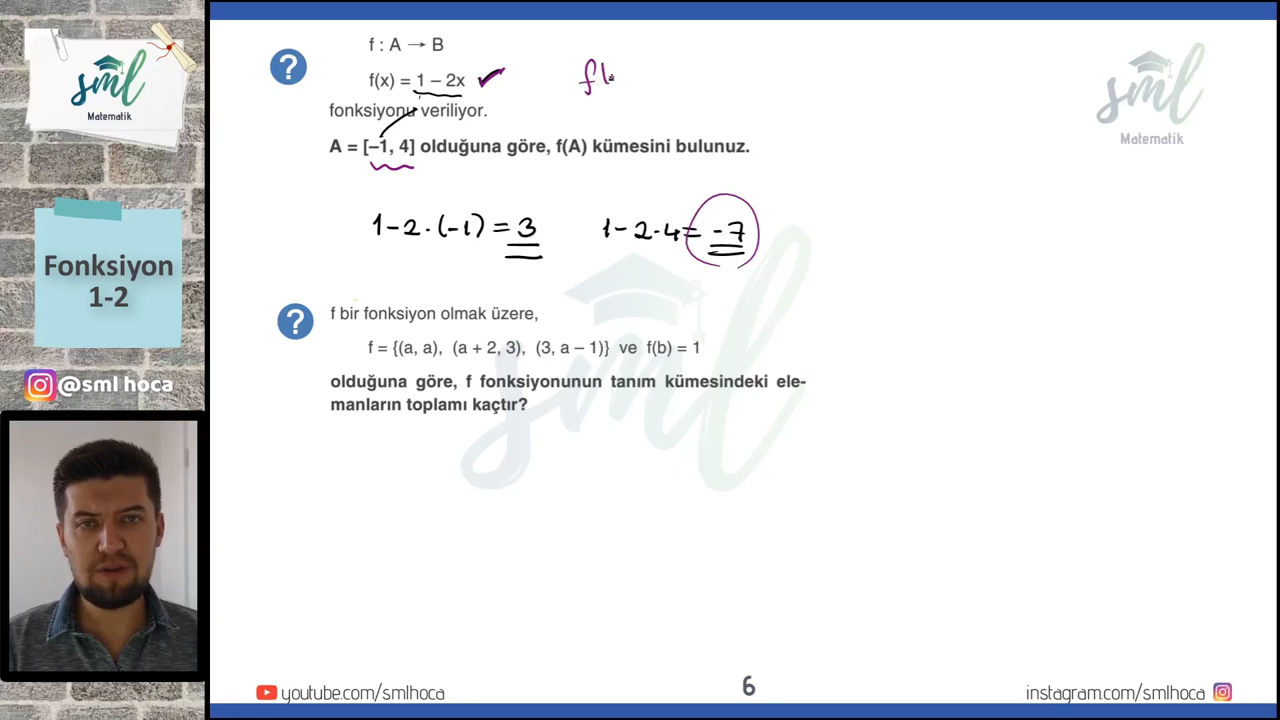 sml
Matematik
Fonksiyon
1-2
@sml hoca
f : A → B
f(x) = 1 – 2x
fonksiyonu veriliyor.
A = [–1, 4] olduğuna göre, f(A) kümesini bulunuz.
1-2·(-1) = 3
1-2·4= -7
f bir fonksiyon olmak üzere,
f = {(a, a), (a + 2, 3), (3, a – 1)} ve f(b) = 1
olduğuna göre, f fonksiyonunun tanım kümesindeki ele-
manların toplamı kaçtır?
sml
Matematik
sml
youtube.com/smlhoca
6
instagram.com/smlhoca